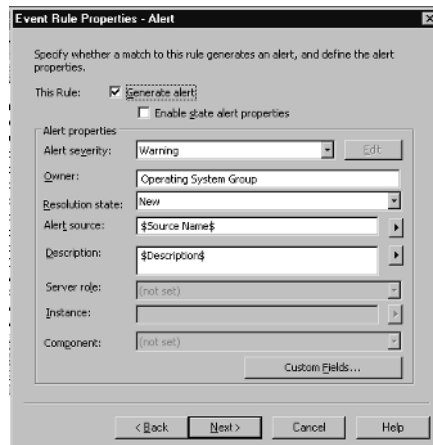 Event Rule Properties - Alert
Specify whether a match to this rule generates an alert, and define the alert
properties.
This Rule: Generate alert
Enable state alert properties
Alert properties
Alert severity: Warning Edit
Owner: Operating System Group
Resolution state: New
Alert source: $Source Name$
Description: $Description$
Server role: (not set)
Instance:
Component: (not set)
Custom Fields...
< Back Next > Cancel Help